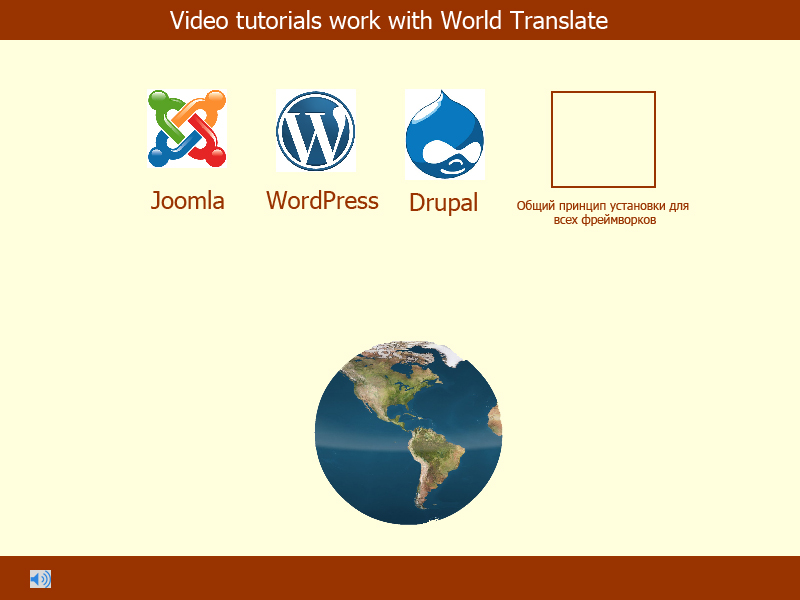 Video tutorials work with World Translate
Joomla
WordPress
Drupal
Общий принцип установки для
всех фреймворков